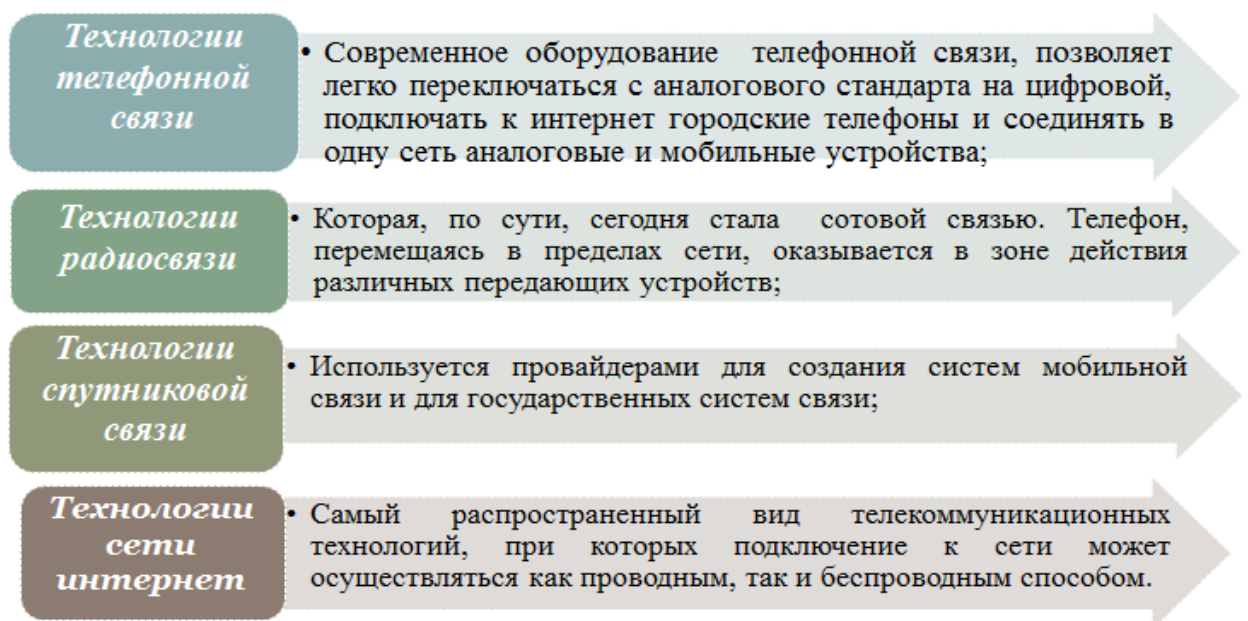 Технологии
телефонной
связи
• Современное оборудование телефонной связи, позволяет
легко переключаться с аналогового стандарта на цифровой,
подключать к интернет городские телефоны и соединять в
одну сеть аналоговые и мобильные устройства;
Технологии
радиосвязи
• Которая, по сути, сегодня стала сотовой связью. Телефон,
перемещаясь в пределах сети, оказывается в зоне действия
различных передающих устройств;
Технологии
спутниковой
связи
• Используется провайдерами для создания систем мобильной
связи и для государственных систем связи;
Технологии
сети
интернет
• Самый распространенный вид телекоммуникационных
технологий, при которых подключение к сети может
осуществляться как проводным, так и беспроводным способом.